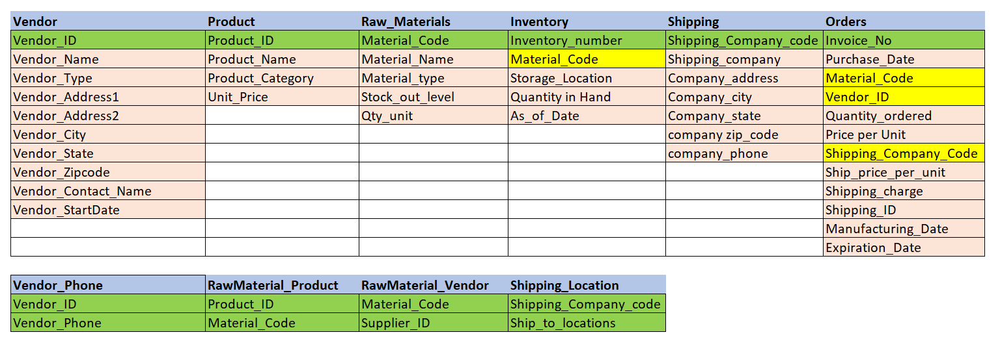 Vendor Product Raw_Materials Inventory Shipping Orders
Vendor_ID Product_ID Material_Code Inventory_number Shipping_Company_code Invoice_No
Vendor_Name Product_Name Material_Name Material_Code Shipping_company Purchase_Date
Vendor_Type Product_Category Material_type Storage_Location Company_address Material_Code
Vendor_Address1 Unit_Price Stock_out_level Quantity in Hand Company_city Vendor_ID
Vendor_Address2 Qty_unit As_of_Date Company_state Quantity_ordered
Vendor_City company zip_code Price per Unit
Vendor_State company_phone Shipping_Company_Code
Vendor_Zipcode Ship_price_per_unit
Vendor_Contact_Name Shipping_charge
Vendor_StartDate Shipping_ID
Manufacturing_Date
Expiration_Date
Vendor_Phone RawMaterial_Product RawMaterial_Vendor Shipping_Location
Vendor_ID Product_ID Material_Code Shipping_Company_code
Vendor_Phone Material_Code Supplier_ID Ship_to_locations